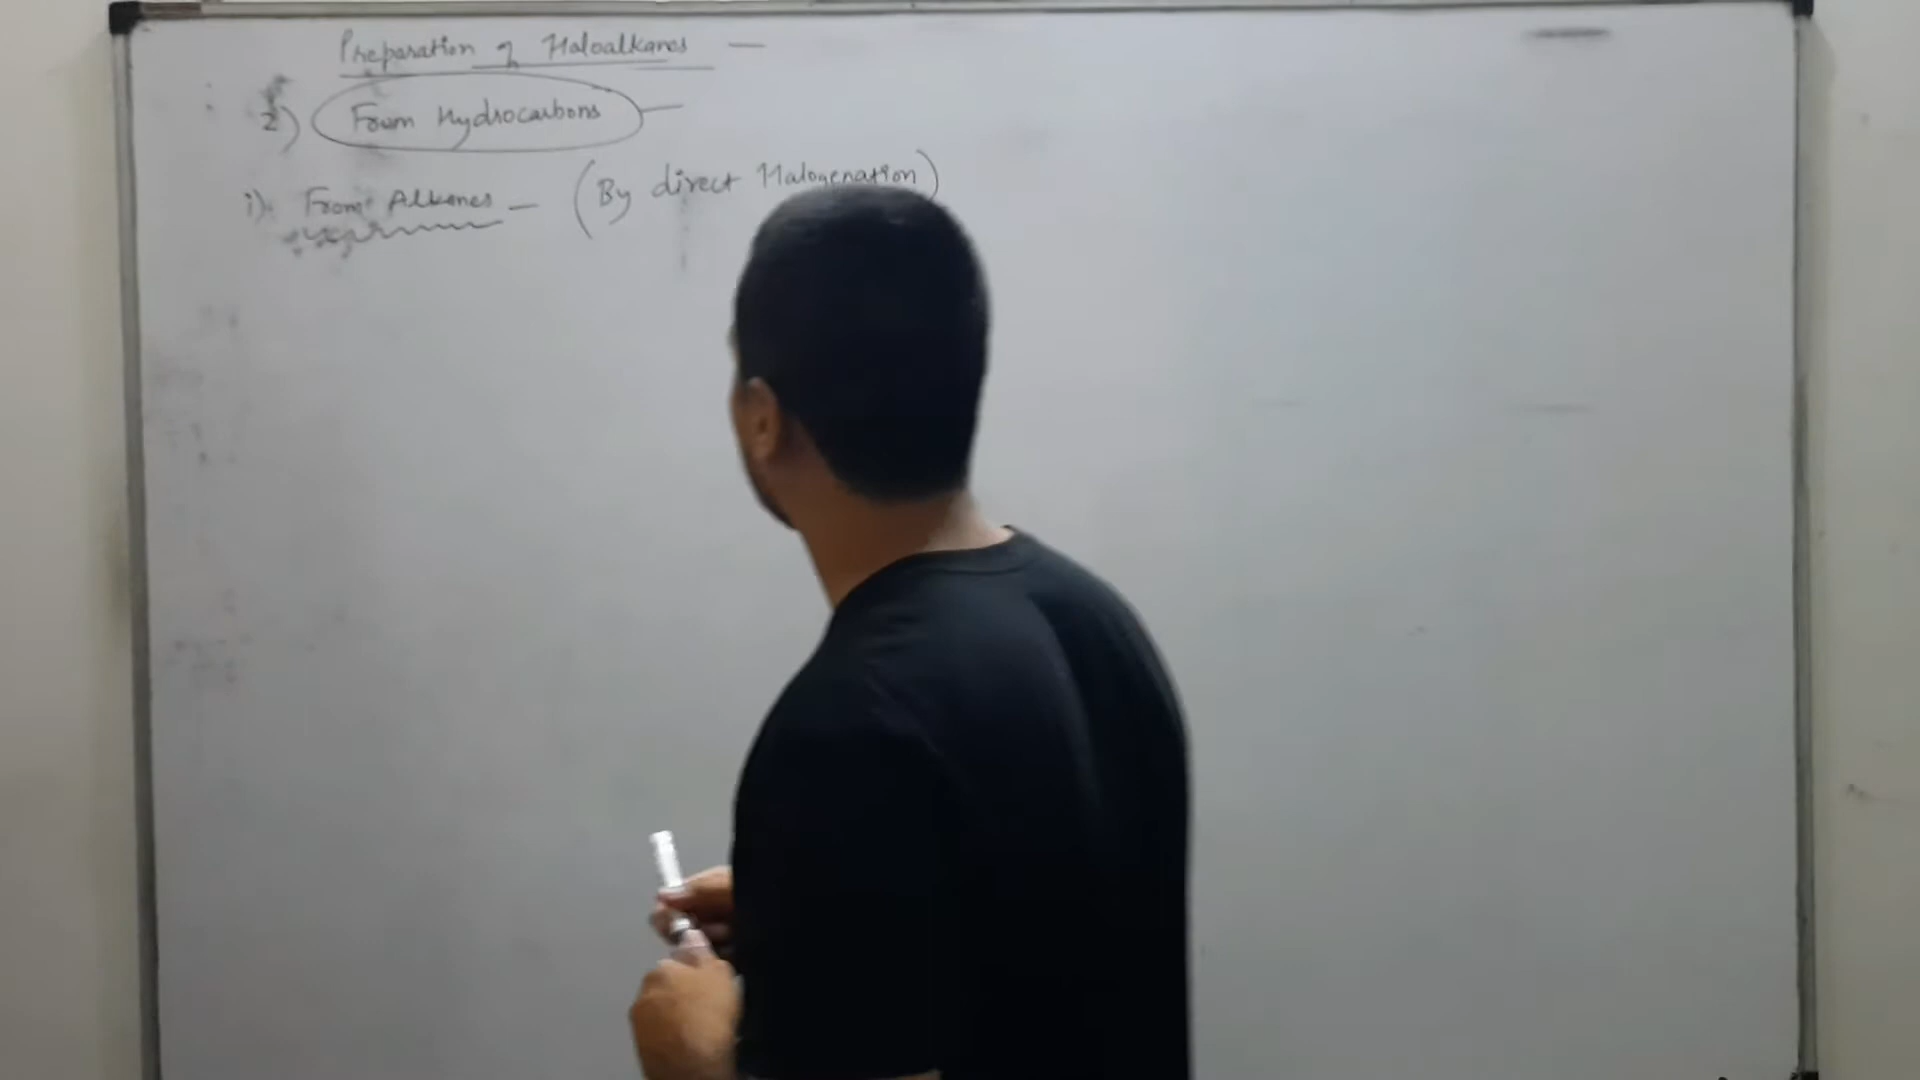 Preparation of Haloalkanes —
2) From Hydrocarbons —
i) From Alkanes — (By direct Halogenation)